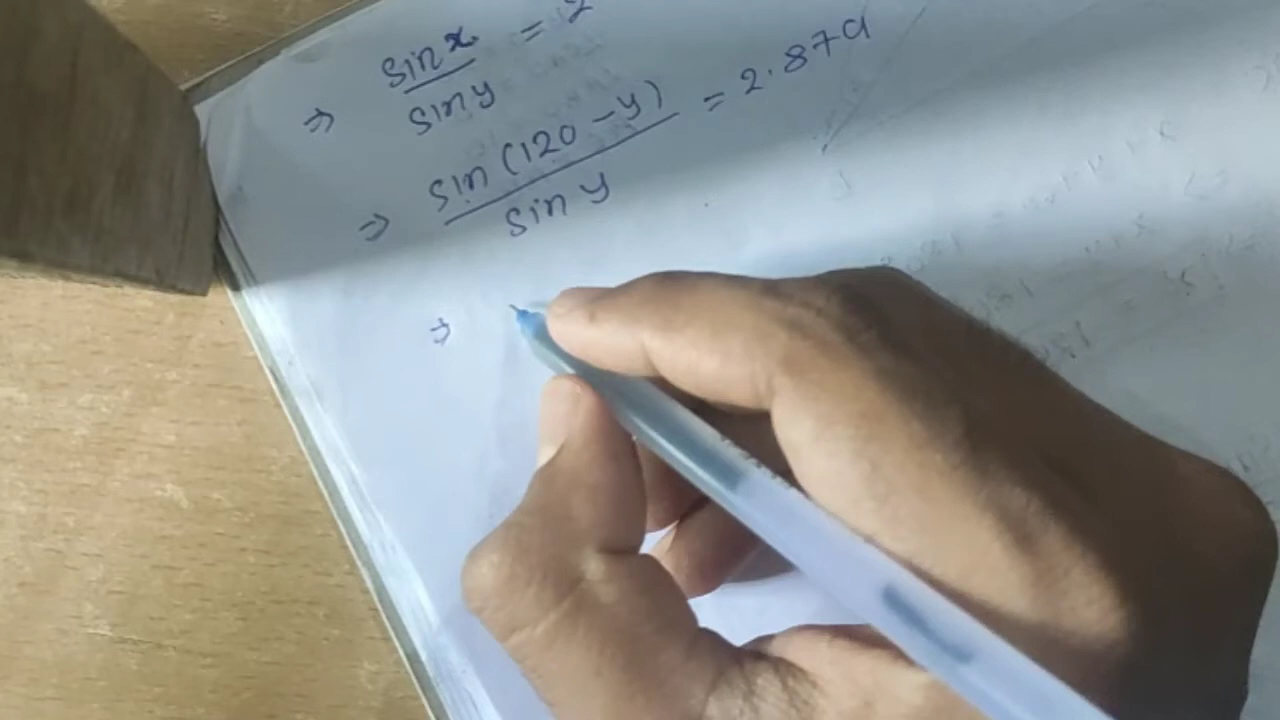 ⇒ sin x / sin y = 2
⇒ sin (120 - y) / sin y = 2.879
⇒